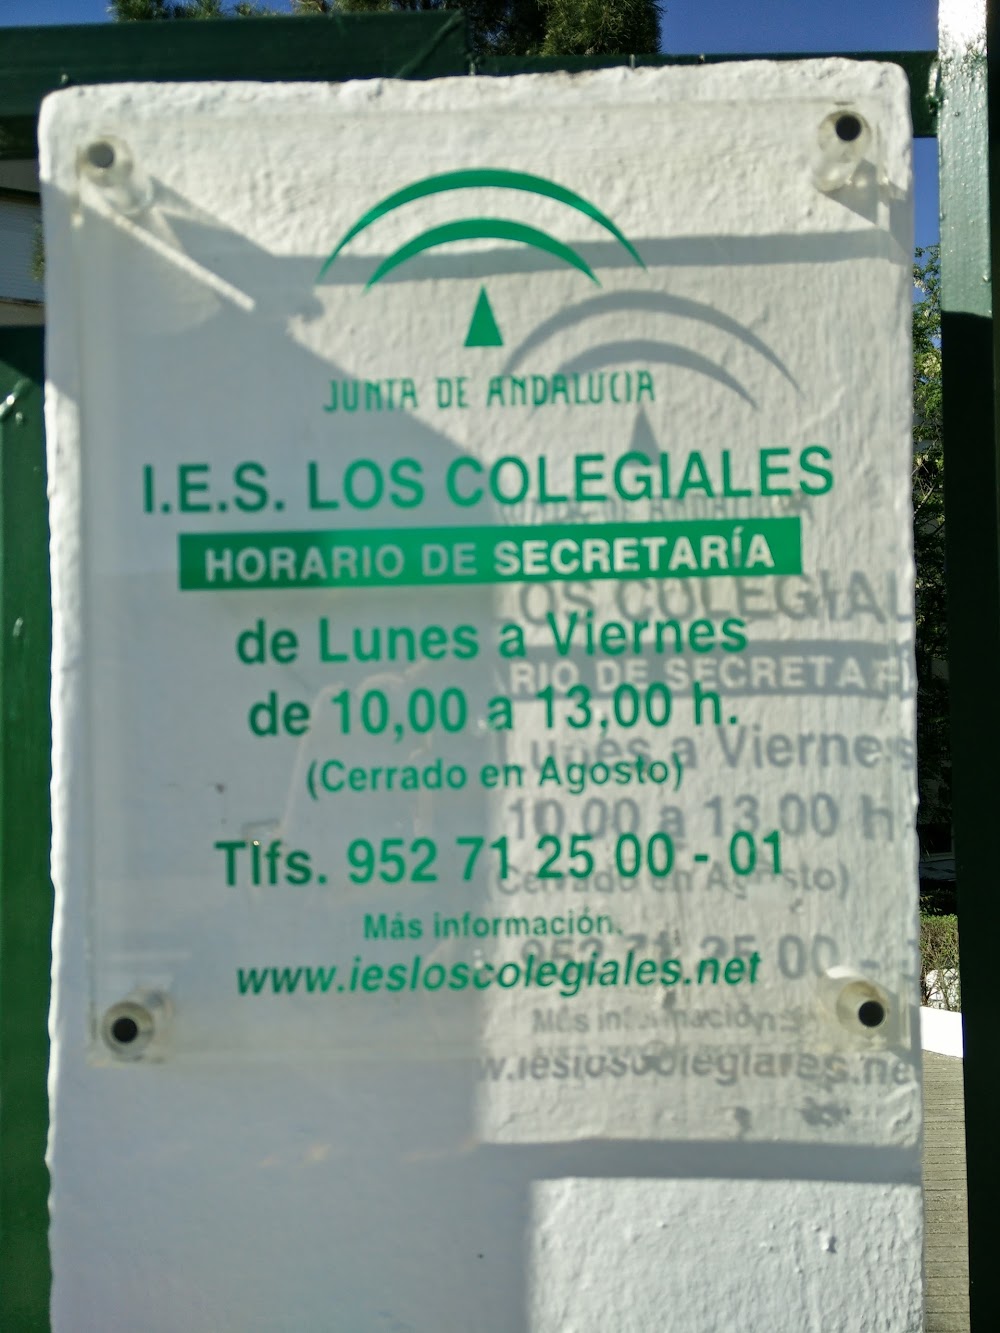 JUNTA DE ANDALUCIA
I.E.S. LOS COLEGIALES
HORARIO DE SECRETARÍA
de Lunes a Viernes
de 10,00 a 13,00 h.
(Cerrado en Agosto)
Tlfs. 952 71 25 00 - 01
Más información.
www.iesloscolegiales.net